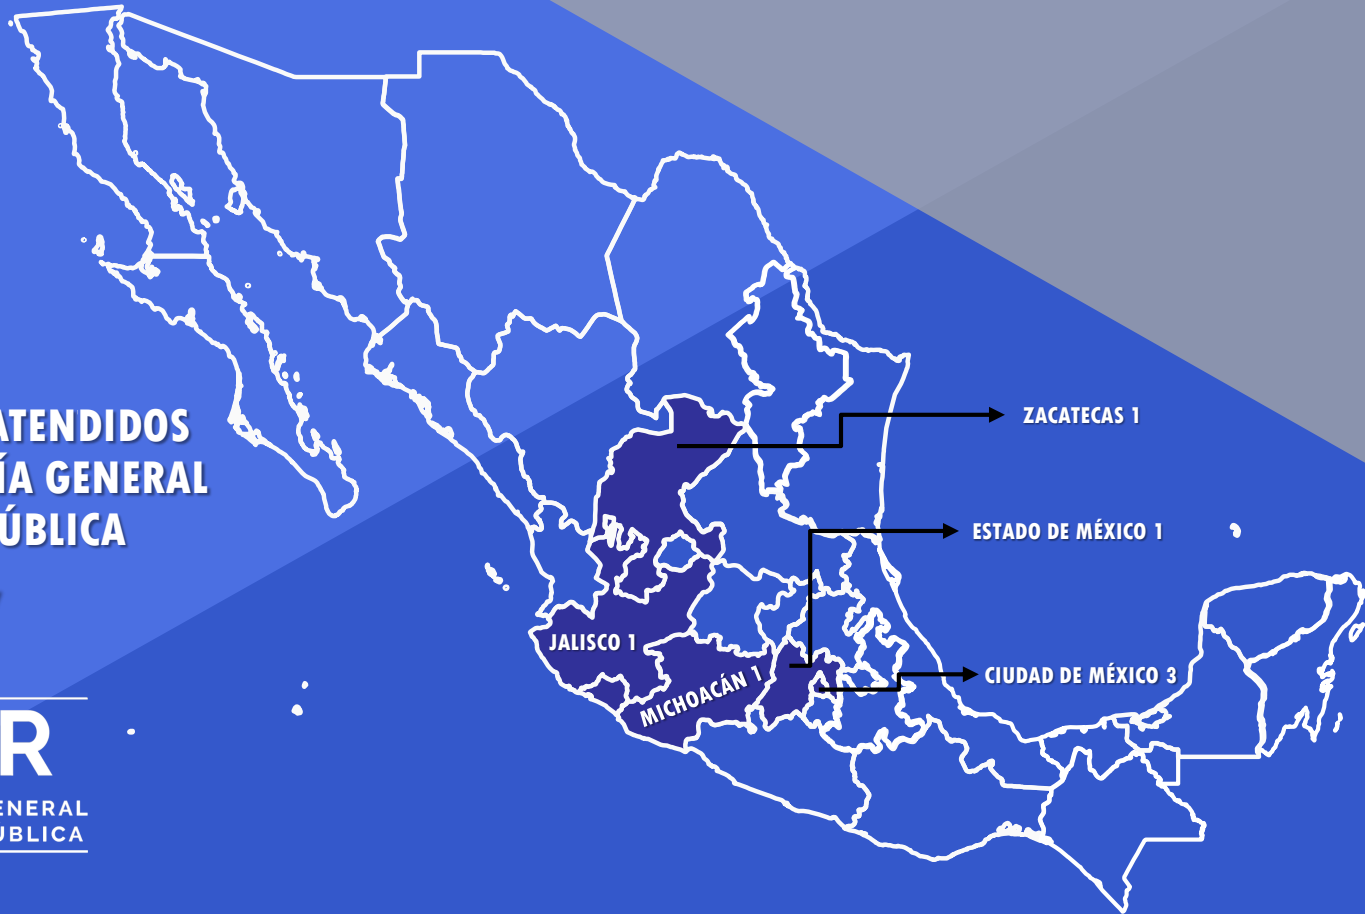 ATENDIDOS
ÍA GENERAL
ÚBLICA
ZACATECAS 1
ESTADO DE MÉXICO 1
JALISCO 1
MICHOACÁN 1
CIUDAD DE MÉXICO 3
R
ENERAL
ÚBLICA